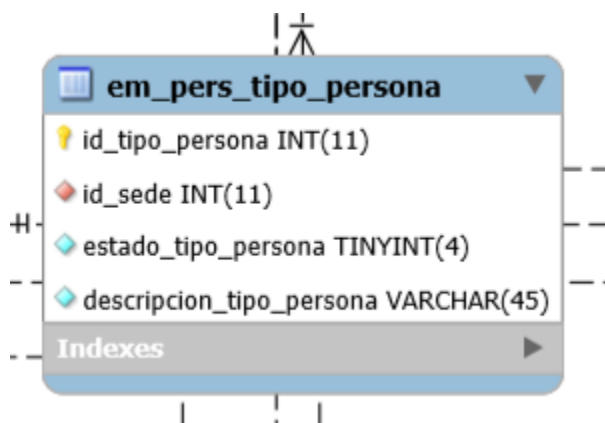 em_pers_tipo_persona
id_tipo_persona INT(11)
id_sede INT(11)
estado_tipo_persona TINYINT(4)
descripcion_tipo_persona VARCHAR(45)
Indexes